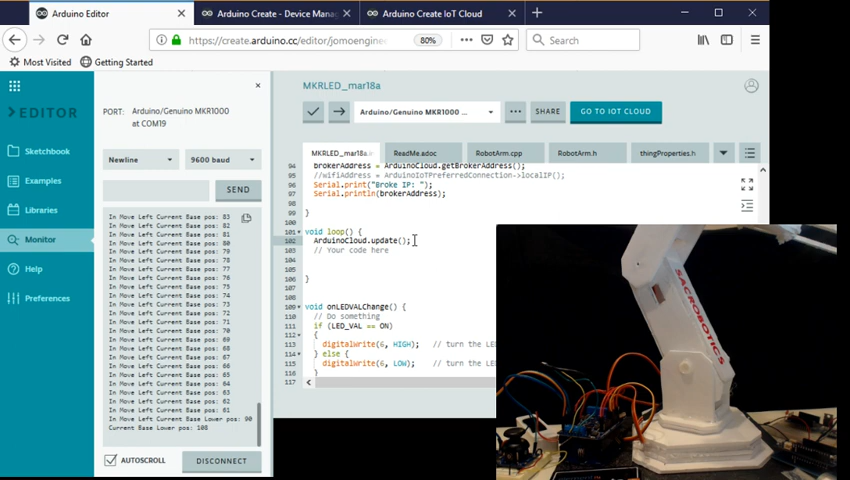 Arduino Editor
Arduino Create - Device Manag
Arduino Create IoT Cloud
https://create.arduino.cc/editor/jomoengine
80%
Search
Most Visited
Getting Started
EDITOR
Sketchbook
Examples
Libraries
Monitor
Help
Preferences
PORT:
Arduino/Genuino MKR1000
at COM19
Newline
9600 baud
SEND
In Move Left Current Base pos: 83
In Move Left Current Base pos: 82
In Move Left Current Base pos: 81
In Move Left Current Base pos: 80
In Move Left Current Base pos: 79
In Move Left Current Base pos: 78
In Move Left Current Base pos: 77
In Move Left Current Base pos: 76
In Move Left Current Base pos: 75
In Move Left Current Base pos: 74
In Move Left Current Base pos: 73
In Move Left Current Base pos: 72
In Move Left Current Base pos: 71
In Move Left Current Base pos: 70
In Move Left Current Base pos: 69
In Move Left Current Base pos: 68
In Move Left Current Base pos: 67
In Move Left Current Base pos: 66
In Move Left Current Base pos: 65
In Move Left Current Base pos: 64
In Move Left Current Base pos: 63
In Move Left Current Base pos: 62
In Move Left Current Base pos: 61
In Move Left Current Base Lower pos: 90
Current Base Lower pos: 108
AUTOSCROLL
DISCONNECT
MKRLED_mar18a
Arduino/Genuino MKR1000 ...
SHARE
GO TO IOT CLOUD
MKRLED_mar18a.in
ReadMe.adoc
RobotArm.cpp
RobotArm.h
thingProperties.h
94 brokerAddress = ArduinoCloud.getBrokerAddress();
95 //wifiAddress = ArduinoIoTPreferredConnection->localIP();
96 Serial.print("Broke IP: ");
97 Serial.println(brokerAddress);
98
99 }
100
101 void loop() {
102 ArduinoCloud.update();
103 // Your code here
104
105
106 }
107
108
109 void onLEDVALChange() {
110 // Do something
111 if (LED_VAL == ON)
112 {
113 digitalwrite(6, HIGH); // turn the LE
114 } else {
115 digitalwrite(6, LOW); // turn the LE
116 }
117
SACROBOTICS